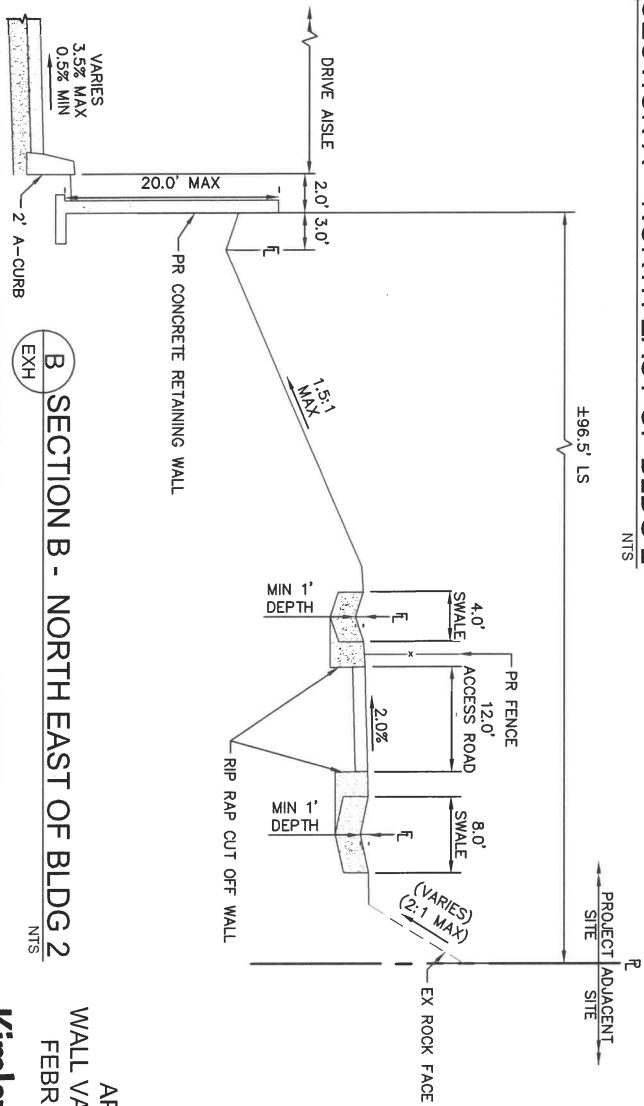 NTS
PROJECT ADJACENT
SITE SITE
PL
±96.5' LS
DRIVE AISLE
2.0'
3.0'
20.0' MAX
FL
PR CONCRETE RETAINING WALL
1.5:1
MAX
VARIES
3.5% MAX
0.5% MIN
2' A-CURB
4.0'
SWALE
MIN 1'
DEPTH
FL
PR FENCE
12.0'
ACCESS ROAD
2.0%
RIP RAP CUT OFF WALL
8.0'
SWALE
MIN 1'
DEPTH
FL
(VARIES)
(2:1 MAX)
EX ROCK FACE
B
EXH
SECTION B - NORTH EAST OF BLDG 2
NTS
WALL VA
FEBR